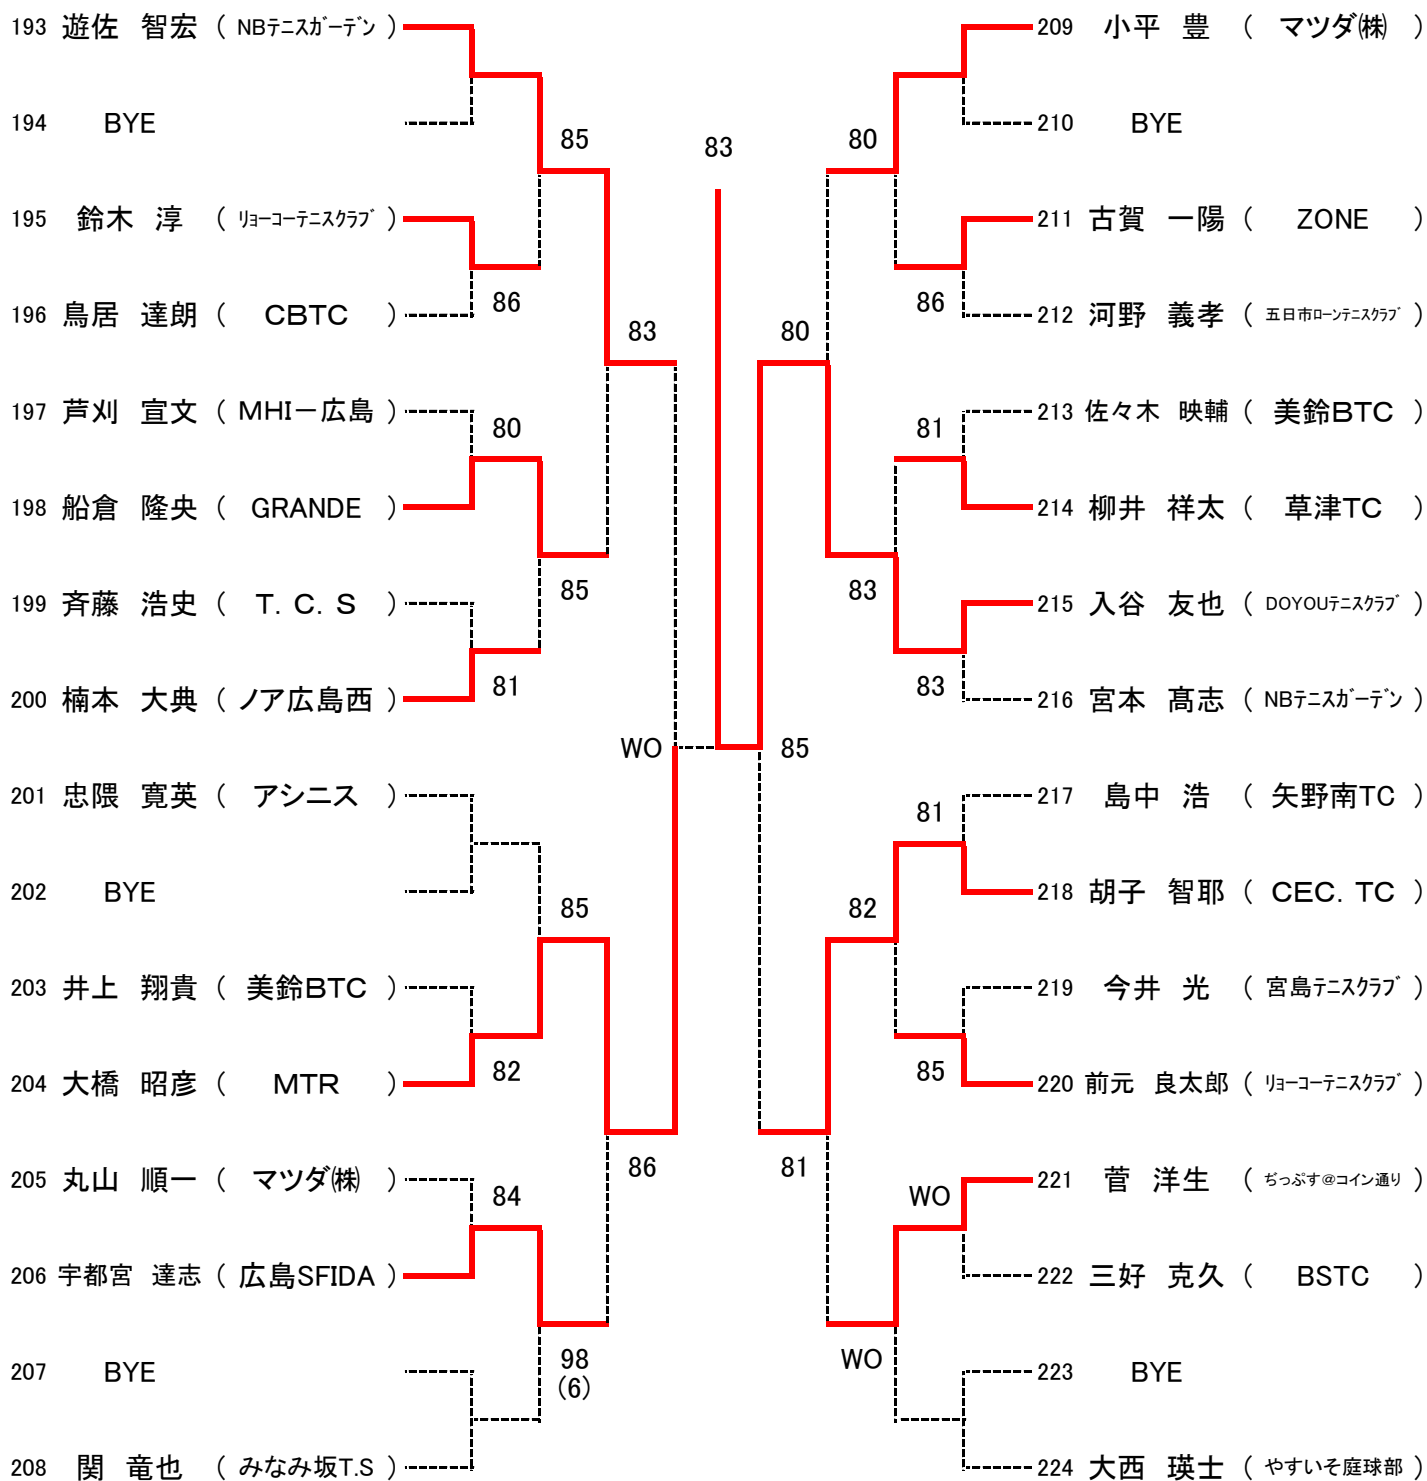 193 遊佐 智宏 ( NBテニスガーデン )
194 BYE
85
195 鈴木 淳 ( リョーコーテニスクラブ )
86
196 鳥居 達朗 ( CBTC )
83
197 芦刈 宣文 ( MHI－広島 )
80
198 船倉 隆央 ( GRANDE )
85
199 斉藤 浩史 ( T. C. S )
81
200 楠本 大典 ( ノア広島西 )
WO
201 忠隈 寛英 ( アシニス )
202 BYE
85
203 井上 翔貴 ( 美鈴BTC )
82
204 大橋 昭彦 ( MTR )
86
205 丸山 順一 ( マツダ㈱ )
84
206 宇都宮 達志 ( 広島SFIDA )
207 BYE
98
(6)
208 関 竜也 ( みなみ坂T.S )
83
85
209 小平 豊 ( マツダ㈱ )
210 BYE
80
211 古賀 一陽 ( ZONE )
86
212 河野 義孝 ( 五日市ローンテニスクラブ )
80
213 佐々木 映輔 ( 美鈴BTC )
81
214 柳井 祥太 ( 草津TC )
83
215 入谷 友也 ( DOYOUテニスクラブ )
83
216 宮本 髙志 ( NBテニスガーデン )
217 島中 浩 ( 矢野南TC )
81
218 胡子 智耶 ( CEC. TC )
82
219 今井 光 ( 宮島テニスクラブ )
85
220 前元 良太郎 ( リョーコーテニスクラブ )
81
221 菅 洋生 ( ぢっぷす＠コイン通り )
WO
222 三好 克久 ( BSTC )
WO
223 BYE
224 大西 瑛士 ( やすいそ庭球部 )